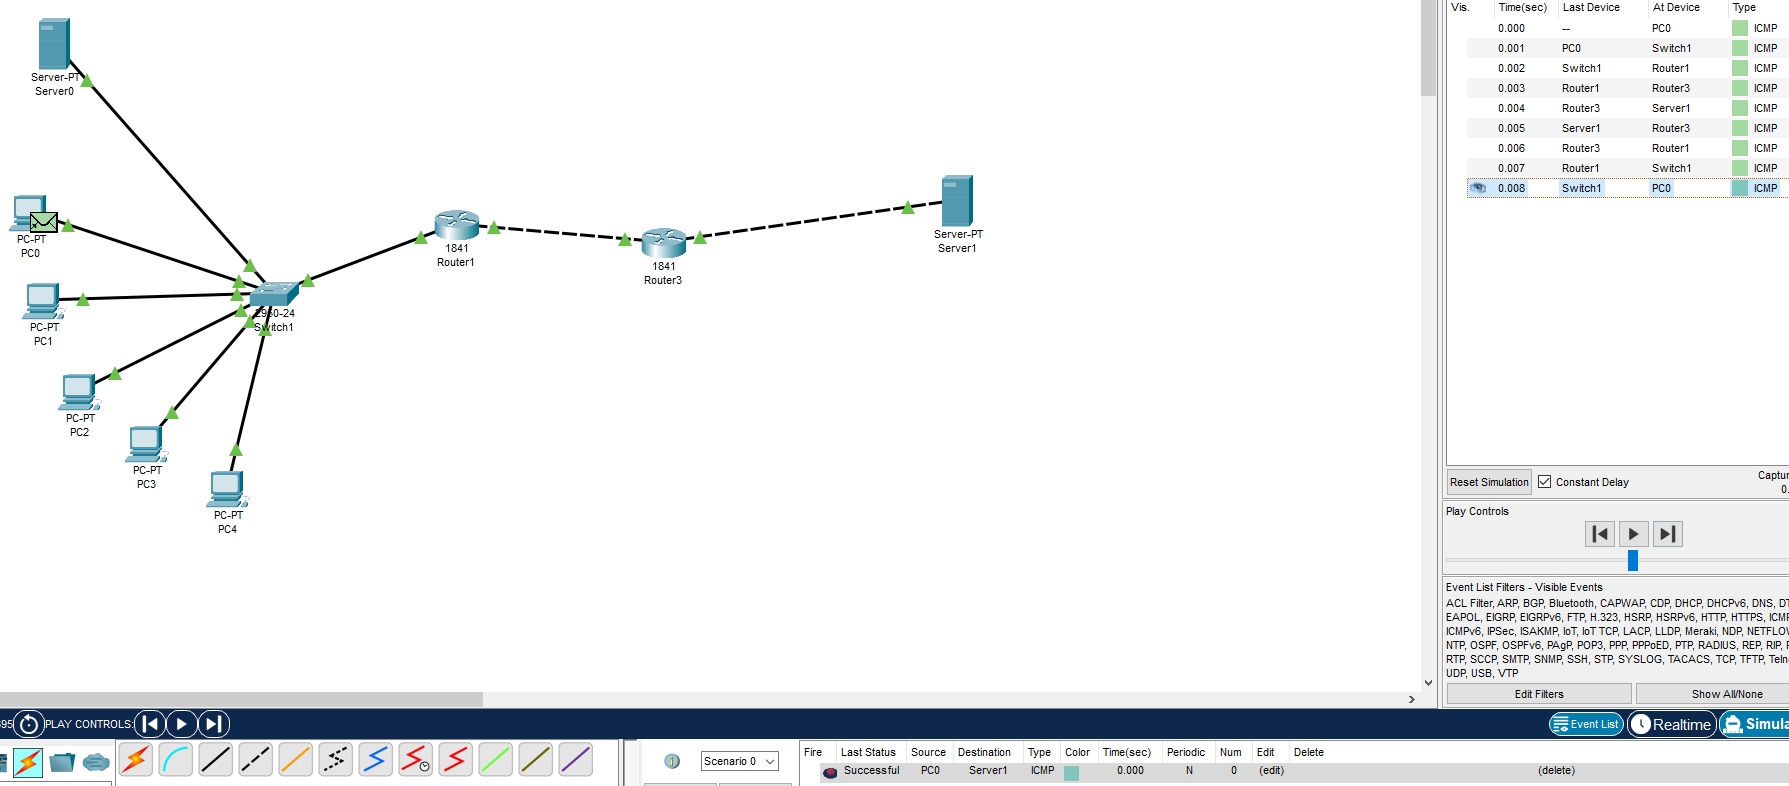 Server-PT
Server0
PC-PT
PC0
PC-PT
PC1
PC-PT
PC2
PC-PT
PC3
PC-PT
PC4
2950-24
Switch1
1841
Router1
1841
Router3
Server-PT
Server1
Vis. Time(sec) Last Device At Device Type
0.000 -- PC0 ICMP
0.001 PC0 Switch1 ICMP
0.002 Switch1 Router1 ICMP
0.003 Router1 Router3 ICMP
0.004 Router3 Server1 ICMP
0.005 Server1 Router3 ICMP
0.006 Router3 Router1 ICMP
0.007 Router1 Switch1 ICMP
0.008 Switch1 PC0 ICMP
Reset Simulation Constant Delay Captur
0.
Play Controls
Event List Filters - Visible Events
ACL Filter, ARP, BGP, Bluetooth, CAPWAP, CDP, DHCP, DHCPv6, DNS, DT
EAPOL, EIGRP, EIGRPv6, FTP, H.323, HSRP, HSRPv6, HTTP, HTTPS, ICM
ICMPv6, IPSec, ISAKMP, IoT, IoT TCP, LACP, LLDP, Meraki, NDP, NETFLO
NTP, OSPF, OSPFv6, PAgP, POP3, PPP, PPPoED, PTP, RADIUS, REP, RIP,
RTP, SCCP, SMTP, SNMP, SSH, STP, SYSLOG, TACACS, TCP, TFTP, Teln
UDP, USB, VTP
Edit Filters Show All/None
95 PLAY CONTROLS: Event List Realtime Simula
Scenario 0
Fire Last Status Source Destination Type Color Time(sec) Periodic Num Edit Delete
Successful PC0 Server1 ICMP 0.000 N 0 (edit) (delete)